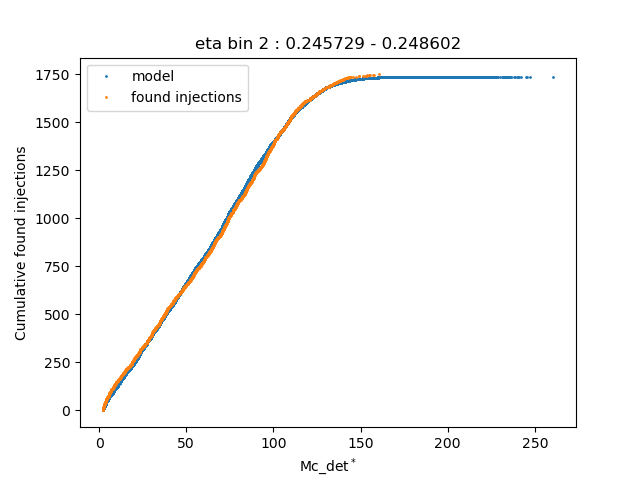 eta bin 2 : 0.245729 - 0.248602
model
found injections
Cumulative found injections
1750
1500
1250
1000
750
500
250
0
0 50 100 150 200 250
Mc_det*